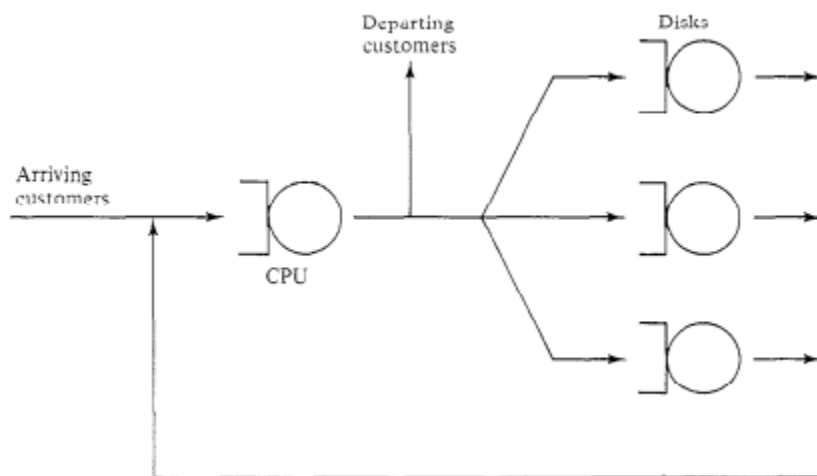 Departing
customers
Disks
Arriving
customers
CPU